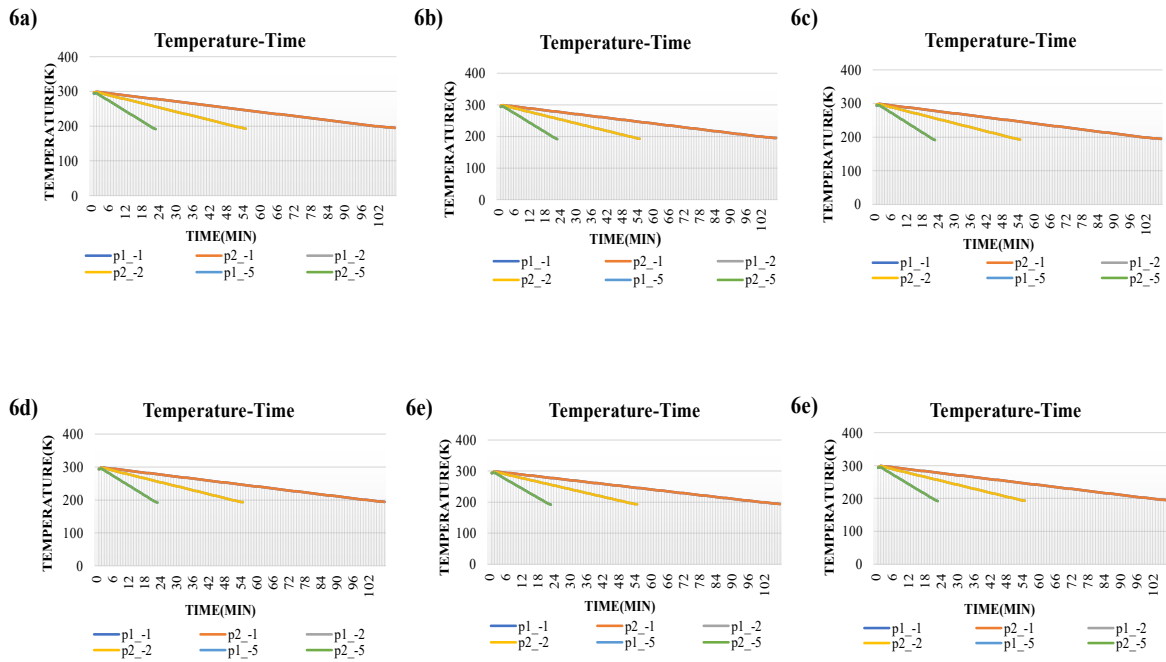 6a)
Temperature-Time
TEMPERATURE(K)
400
300
200
100
0
0 6 12 18 24 30 36 42 48 54 60 66 72 78 84 90 96 102
TIME(MIN)
p1_-1 p2_-1 p1_-2
p2_-2 p1_-5 p2_-5
6b)
Temperature-Time
TEMPERATURE(K)
400
300
200
100
0
0 6 12 18 24 30 36 42 48 54 60 66 72 78 84 90 96 102
TIME(MIN)
p1_-1 p2_-1 p1_-2
p2_-2 p1_-5 p2_-5
6c)
Temperature-Time
TEMPERATURE(K)
400
300
200
100
0
0 6 12 18 24 30 36 42 48 54 60 66 72 78 84 90 96 102
TIME(MIN)
p1_-1 p2_-1 p1_-2
p2_-2 p1_-5 p2_-5
6d)
Temperature-Time
TEMPERATURE(K)
400
300
200
100
0
0 6 12 18 24 30 36 42 48 54 60 66 72 78 84 90 96 102
TIME(MIN)
p1_-1 p2_-1 p1_-2
p2_-2 p1_-5 p2_-5
6e)
Temperature-Time
TEMPERATURE(K)
400
300
200
100
0
0 6 12 18 24 30 36 42 48 54 60 66 72 78 84 90 96 102
TIME(MIN)
p1_-1 p2_-1 p1_-2
p2_-2 p1_-5 p2_-5
6e)
Temperature-Time
TEMPERATURE(K)
400
300
200
100
0
0 6 12 18 24 30 36 42 48 54 60 66 72 78 84 90 96 102
TIME(MIN)
p1_-1 p2_-1 p1_-2
p2_-2 p1_-5 p2_-5